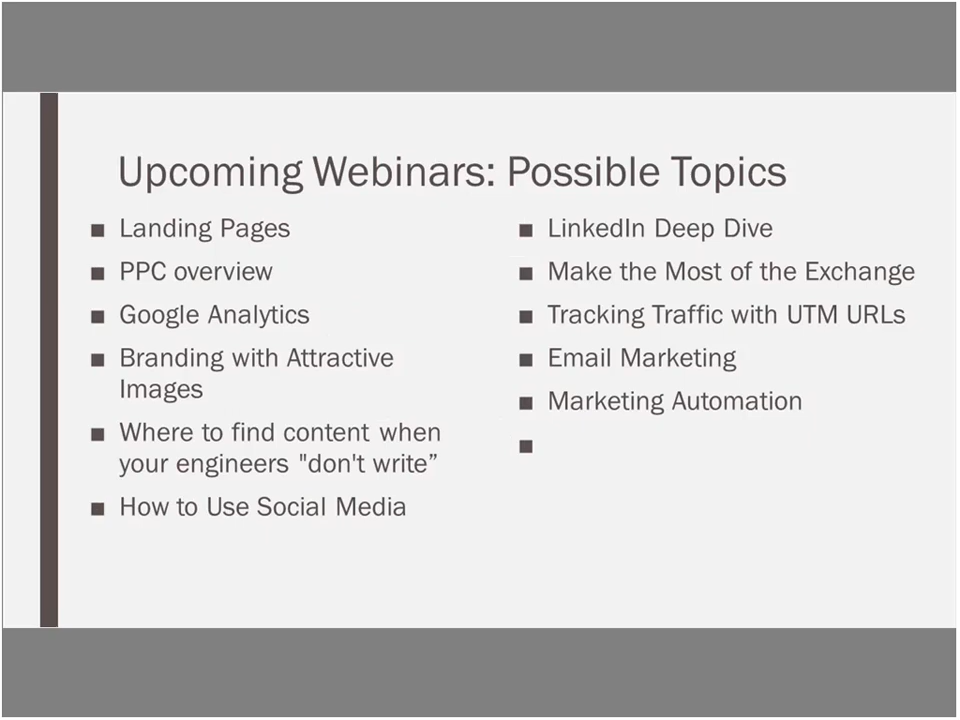 Upcoming Webinars: Possible Topics
■ Landing Pages
■ PPC overview
■ Google Analytics
■ Branding with Attractive
Images
■ Where to find content when
your engineers "don't write”
■ How to Use Social Media
■ LinkedIn Deep Dive
■ Make the Most of the Exchange
■ Tracking Traffic with UTM URLs
■ Email Marketing
■ Marketing Automation
■